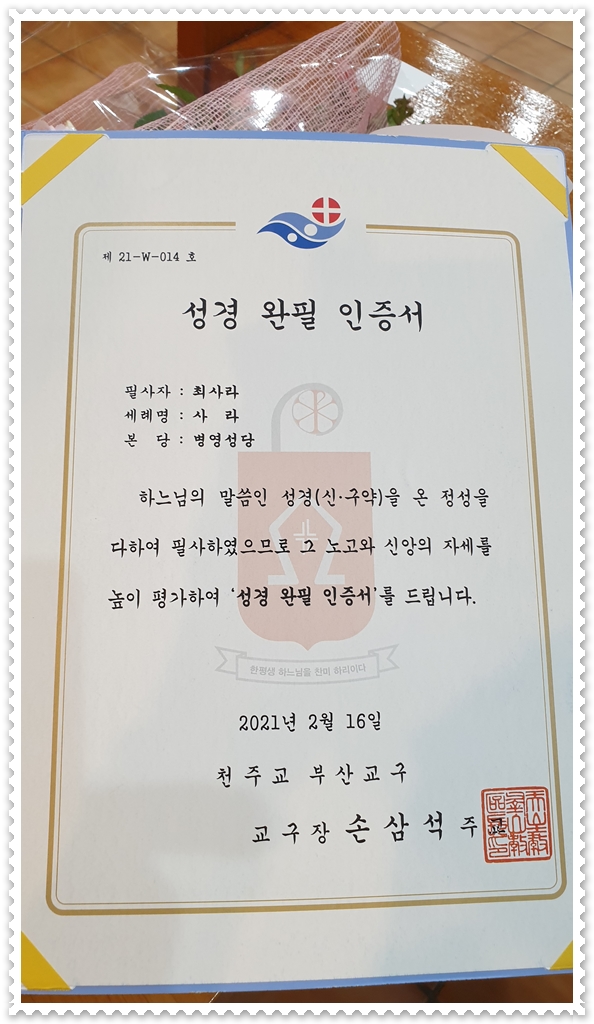 제 21-W-014 호
성경 완필 인증서
필사자 : 최사라
세례명 : 사 라
본 당 : 병영성당
하느님의 말씀인 성경(신·구약)을 온 정성을
다하여 필사하였으므로 그 노고와 신앙의 자세를
높이 평가하여 ‘성경 완필 인증서’를 드립니다.
한평생 하느님을 찬미 하리이다
2021년 2월 16일
천주교 부산교구
교구장 손삼석 주교